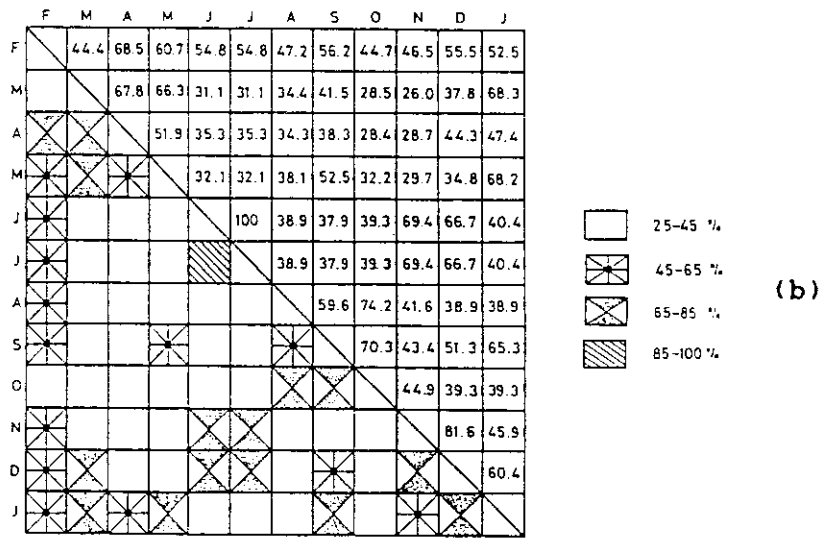 F M A M J J A S O N D J
F 44.4 68.5 60.7 54.8 54.8 47.2 56.2 44.7 46.5 55.5 52.5
M 67.8 66.3 31.1 31.1 34.4 41.5 28.5 26.0 37.8 68.3
A 51.9 35.3 35.3 34.3 38.3 28.4 28.7 44.3 47.4
M 32.1 32.1 38.1 52.5 32.2 29.7 34.8 68.2
J 100 38.9 37.9 39.3 69.4 66.7 40.4
J 38.9 37.9 39.3 69.4 66.7 40.4
A 59.6 74.2 41.6 38.9 38.9
S 70.3 43.4 51.3 65.3
O 44.9 39.3 39.3
N 81.6 45.9
D 60.4
J
25-45 %
45-65 %
65-85 %
85-100 %
(b)